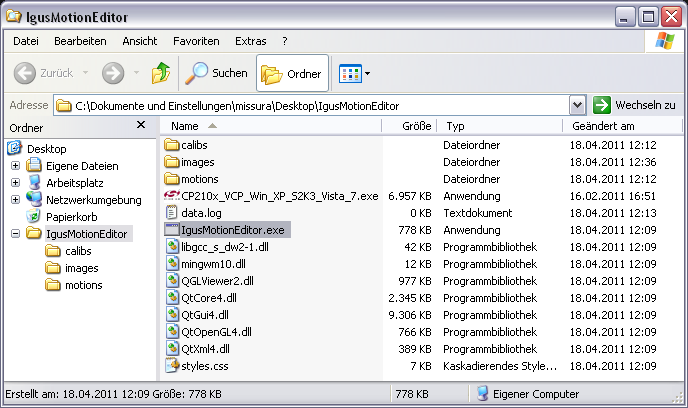 IgusMotionEditor
Datei Bearbeiten Ansicht Favoriten Extras ?
Zurück Suchen Ordner
Adresse C:\Dokumente und Einstellungen\missura\Desktop\IgusMotionEditor Wechseln zu
Ordner
Desktop
Eigene Dateien
Arbeitsplatz
Netzwerkumgebung
Papierkorb
IgusMotionEditor
calibs
images
motions
Name Größe Typ Geändert am
calibs Dateiordner 18.04.2011 12:12
images Dateiordner 18.04.2011 12:36
motions Dateiordner 18.04.2011 12:12
CP210x_VCP_Win_XP_S2K3_Vista_7.exe 6.957 KB Anwendung 16.02.2011 16:51
data.log 0 KB Textdokument 18.04.2011 12:13
IgusMotionEditor.exe 778 KB Anwendung 18.04.2011 12:09
libgcc_s_dw2-1.dll 42 KB Programmbibliothek 18.04.2011 12:09
mingwm10.dll 12 KB Programmbibliothek 18.04.2011 12:09
QGLViewer2.dll 977 KB Programmbibliothek 18.04.2011 12:09
QtCore4.dll 2.345 KB Programmbibliothek 18.04.2011 12:09
QtGui4.dll 9.306 KB Programmbibliothek 18.04.2011 12:09
QtOpenGL4.dll 766 KB Programmbibliothek 18.04.2011 12:09
QtXml4.dll 389 KB Programmbibliothek 18.04.2011 12:09
styles.css 7 KB Kaskadierendes Style... 18.04.2011 12:09
Erstellt am: 18.04.2011 12:09 Größe: 778 KB 778 KB Eigener Computer